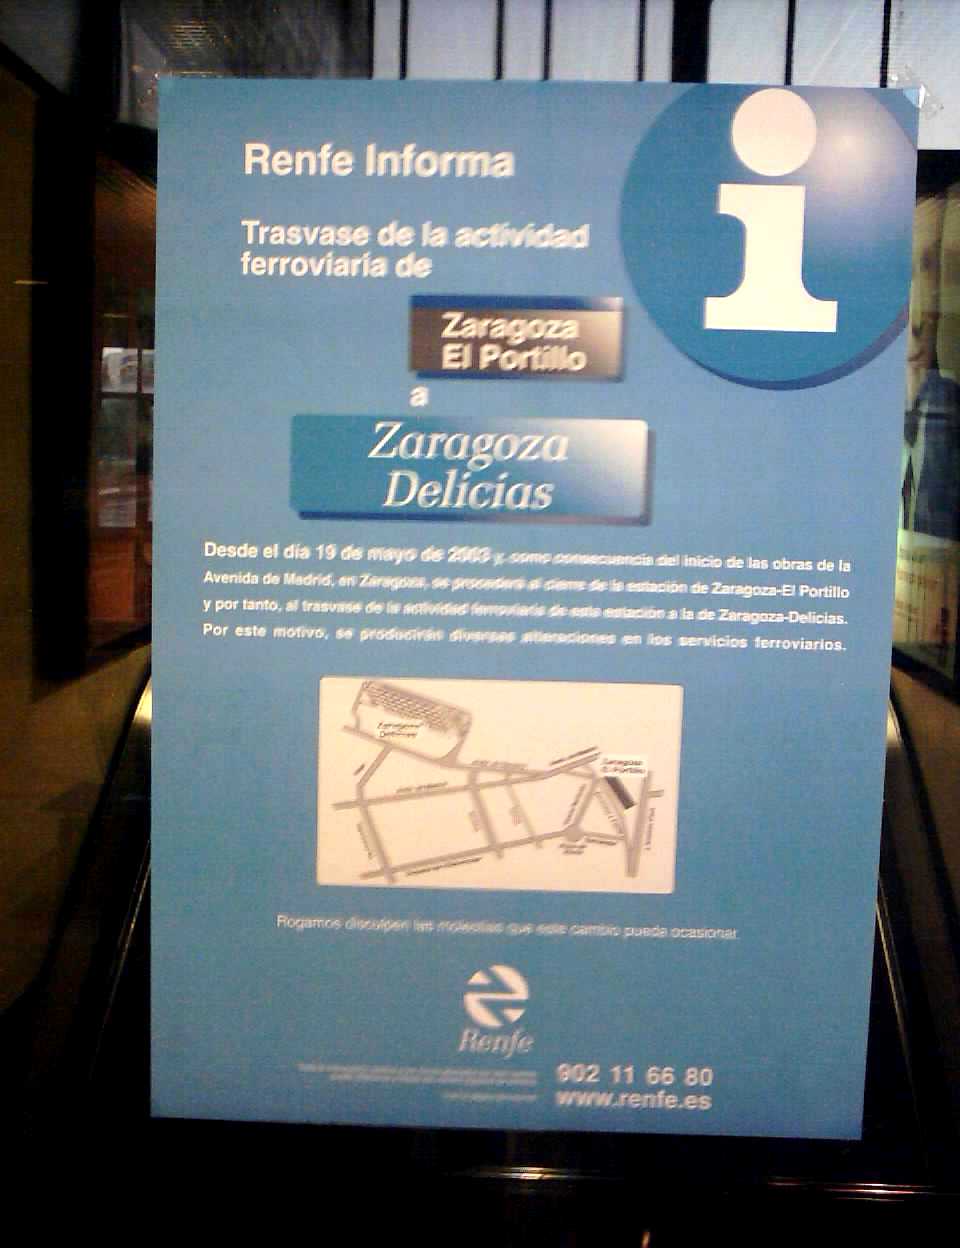 i
Renfe Informa
Trasvase de la actividad
ferroviaria de
Zaragoza
El Portillo
a
Zaragoza
Delicias
Desde el día 19 de mayo de 2003 y, como consecuencia del inicio de las obras de la
Avenida de Madrid, en Zaragoza, se procederá al cierre de la estación de Zaragoza-El Portillo
y por tanto, al trasvase de la actividad ferroviaria de esta estación a la de Zaragoza-Delicias.
Por este motivo, se producirán diversas alteraciones en los servicios ferroviarios.
Zaragoza
Delicias
Zaragoza
El Portillo
Rogamos disculpen las molestias que este cambio pueda ocasionar.
Renfe
902 11 66 80
www.renfe.es